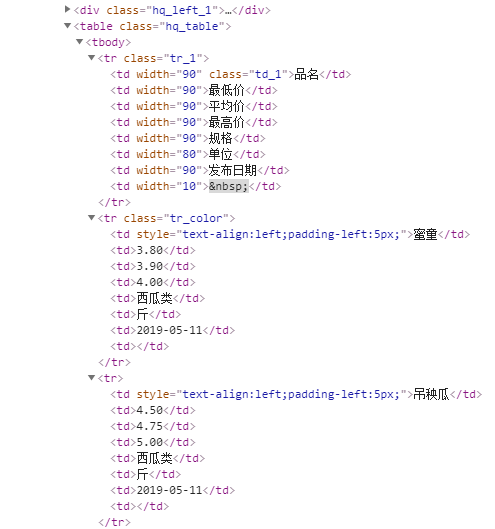 <div class="hq_left_1">…</div>
<table class="hq_table">
<tbody>
<tr class="tr_1">
<td width="90" class="td_1">品名</td>
<td width="90">最低价</td>
<td width="90">平均价</td>
<td width="90">最高价</td>
<td width="90">规格</td>
<td width="80">单位</td>
<td width="90">发布日期</td>
<td width="10">&nbsp;</td>
</tr>
<tr class="tr_color">
<td style="text-align:left;padding-left:5px;">蜜童</td>
<td>3.80</td>
<td>3.90</td>
<td>4.00</td>
<td>西瓜类</td>
<td>斤</td>
<td>2019-05-11</td>
<td></td>
</tr>
<tr>
<td style="text-align:left;padding-left:5px;">吊秧瓜</td>
<td>4.50</td>
<td>4.75</td>
<td>5.00</td>
<td>西瓜类</td>
<td>斤</td>
<td>2019-05-11</td>
<td></td>
</tr>